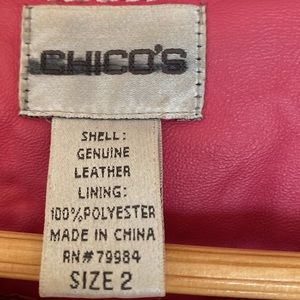 CHICO'S
SHELL:
GENUINE
LEATHER
LINING:
100%POLYESTER
MADE IN CHINA
RN#79984
SIZE 2